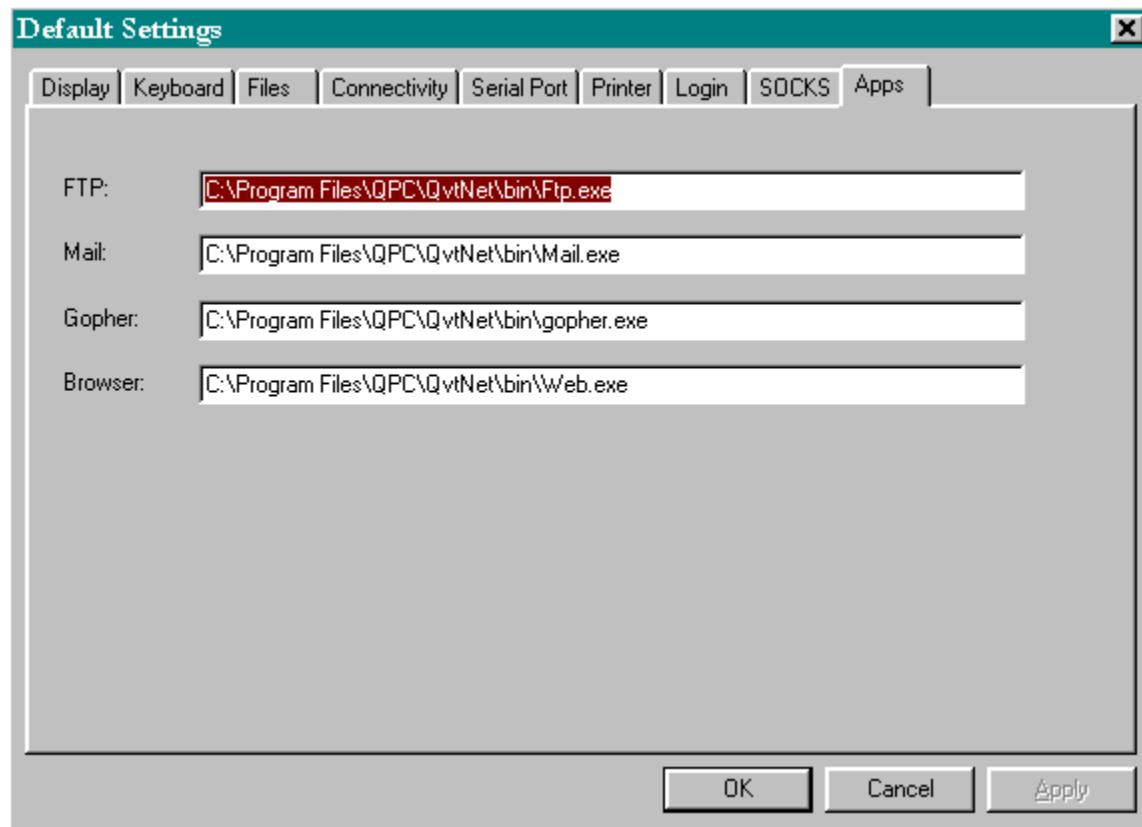 Default Settings
Display Keyboard Files Connectivity Serial Port Printer Login SOCKS Apps
FTP: C:\Program Files\QPC\QvtNet\bin\Ftp.exe
Mail: C:\Program Files\QPC\QvtNet\bin\Mail.exe
Gopher: C:\Program Files\QPC\QvtNet\bin\gopher.exe
Browser: C:\Program Files\QPC\QvtNet\bin\Web.exe
OK Cancel Apply